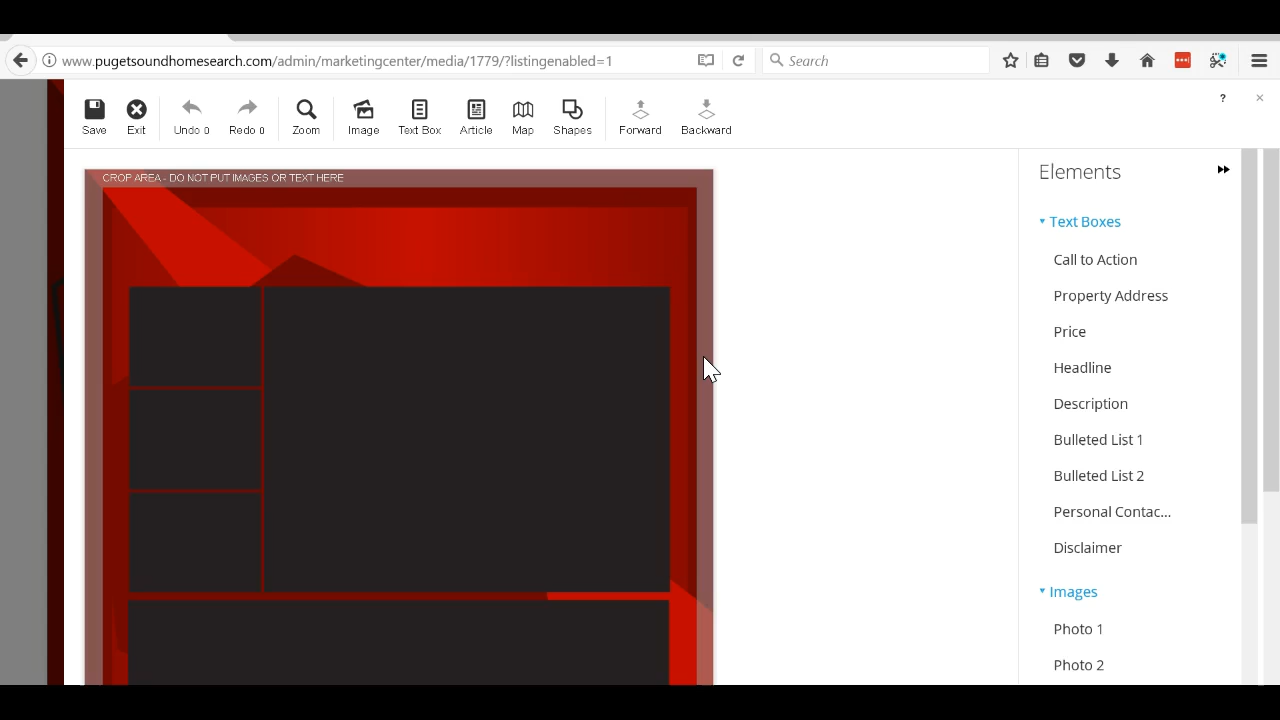 www.pugetsoundhomesearch.com/admin/marketingcenter/media/1779/?listingenabled=1
Search
Save
Exit
Undo 0
Redo 0
Zoom
Image
Text Box
Article
Map
Shapes
Forward
Backward
?
CROP AREA - DO NOT PUT IMAGES OR TEXT HERE
Elements
Text Boxes
Call to Action
Property Address
Price
Headline
Description
Bulleted List 1
Bulleted List 2
Personal Contac...
Disclaimer
Images
Photo 1
Photo 2